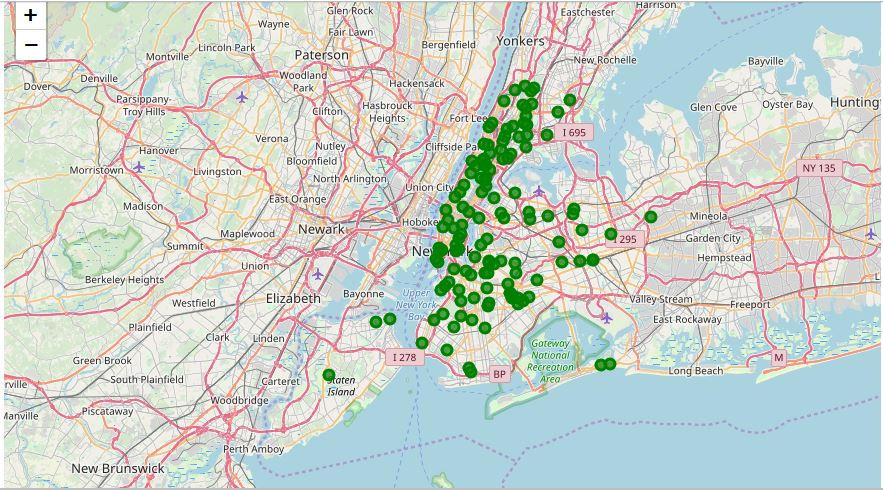 +
−
Glen Rock
Eastchester
Harrison
Wayne
Fair Lawn
Yonkers
Bergenfield
Lincoln Park
Montville
Paterson
New Rochelle
Bayville
Denville
Dover
Woodland
Park
Hackensack
Parsippany-
Troy Hills
Clifton
Hasbrouck
Heights
Glen Cove
Oyster Bay
Fort Lee
I 695
Verona
Nutley
Cliffside
Hanover
Bloomfield
Morristown
Livingston
North Arlington
Union City
NY 135
East Orange
Madison
Mineola
Newark
Maplewood
I 295
Garden City
Summit
Hempstead
Union
Berkeley Heights
Upper
New York
Bay
Elizabeth
Bayonne
Westfield
Valley Stream
Freeport
Plainfield
East Rockaway
Clark
Linden
Gateway
National
Recreation
Area
Green Brook
I 278
M
Long Beach
BP
South Plainfield
Carteret
Staten
Island
Woodbridge
Piscataway
Perth Amboy
New Brunswick